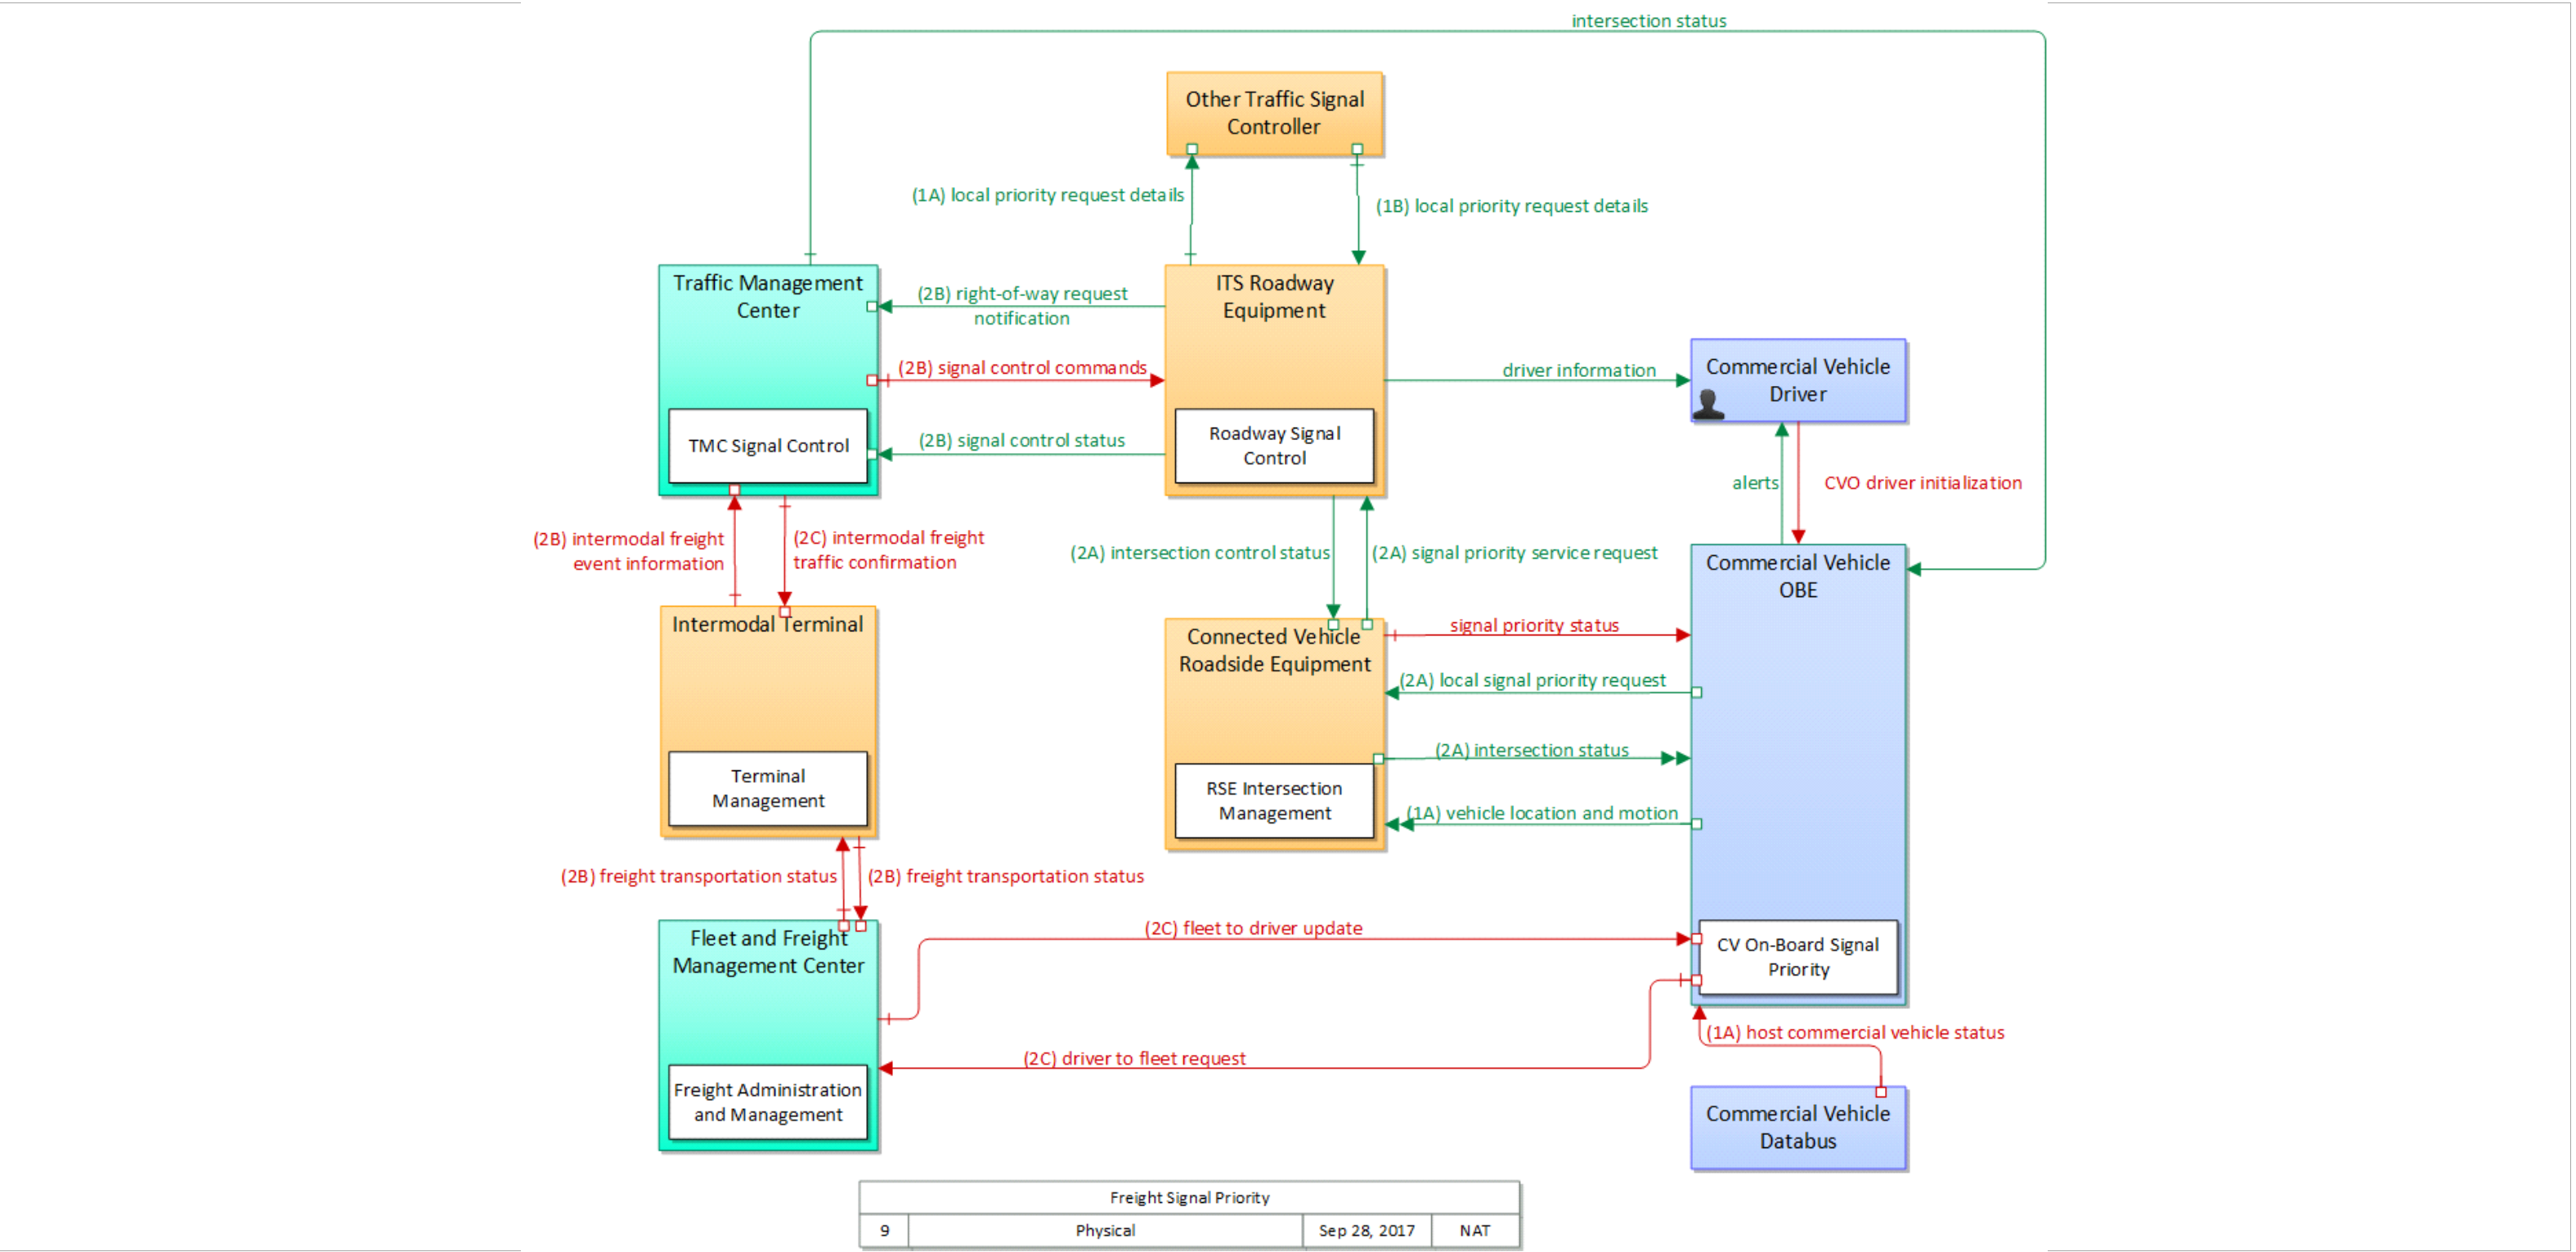 intersection status
Other Traffic Signal
Controller
(1A) local priority request details
(1B) local priority request details
Traffic Management
Center
(2B) right-of-way request
notification
ITS Roadway
Equipment
(2B) signal control commands
driver information
Commercial Vehicle
Driver
TMC Signal Control
(2B) signal control status
Roadway Signal
Control
alerts
CVO driver initialization
(2B) intermodal freight
event information
(2C) intermodal freight
traffic confirmation
(2A) intersection control status
(2A) signal priority service request
Commercial Vehicle
OBE
Intermodal Terminal
Connected Vehicle
Roadside Equipment
signal priority status
(2A) local signal priority request
(2A) intersection status
Terminal
Management
RSE Intersection
Management
(1A) vehicle location and motion
(2B) freight transportation status
(2B) freight transportation status
Fleet and Freight
Management Center
(2C) fleet to driver update
CV On-Board Signal
Priority
(2C) driver to fleet request
(1A) host commercial vehicle status
Freight Administration
and Management
Commercial Vehicle
Databus
Freight Signal Priority
9 Physical Sep 28, 2017 NAT